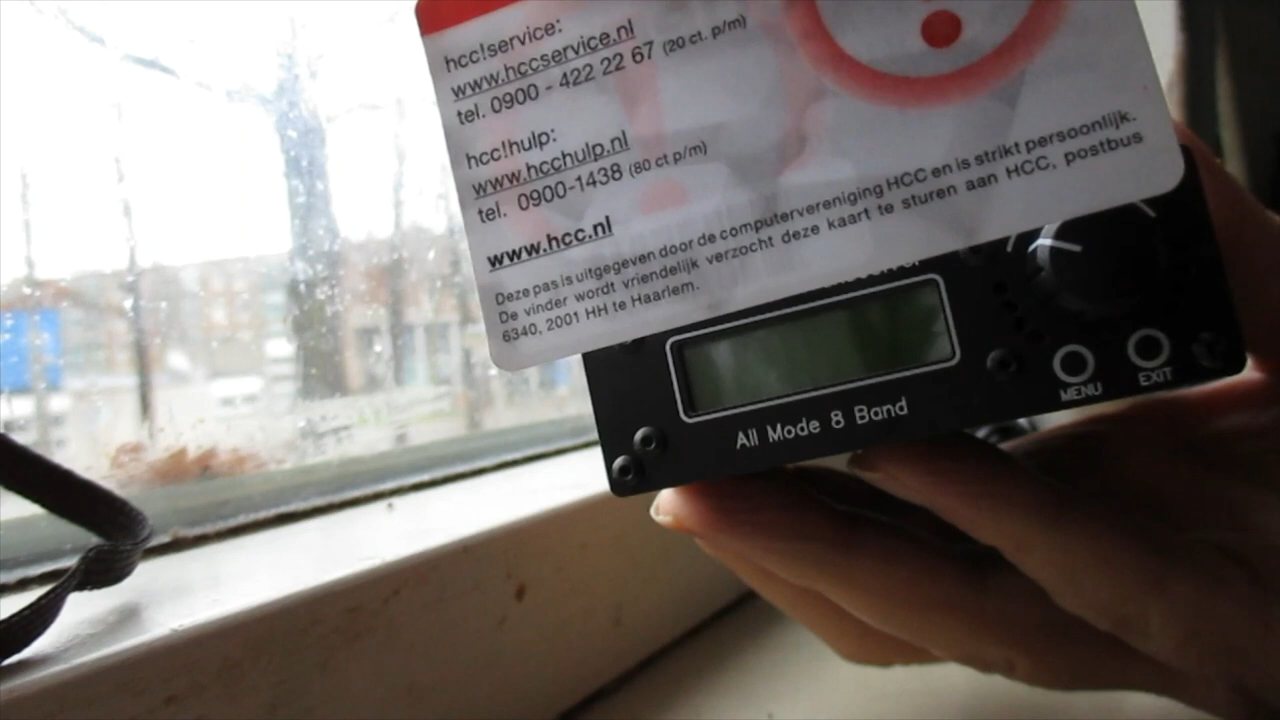 hcc!service:
www.hccservice.nl
tel. 0900 - 422 22 67 (20 ct. p/m)
hcc!hulp:
www.hcchulp.nl
tel. 0900-1438 (80 ct p/m)
www.hcc.nl
Deze pas is uitgegeven door de computervereniging HCC en is strikt persoonlijk.
De vinder wordt vriendelijk verzocht deze kaart te sturen aan HCC, postbus
6340, 2001 HH te Haarlem.
All Mode 8 Band
MENU
EXIT